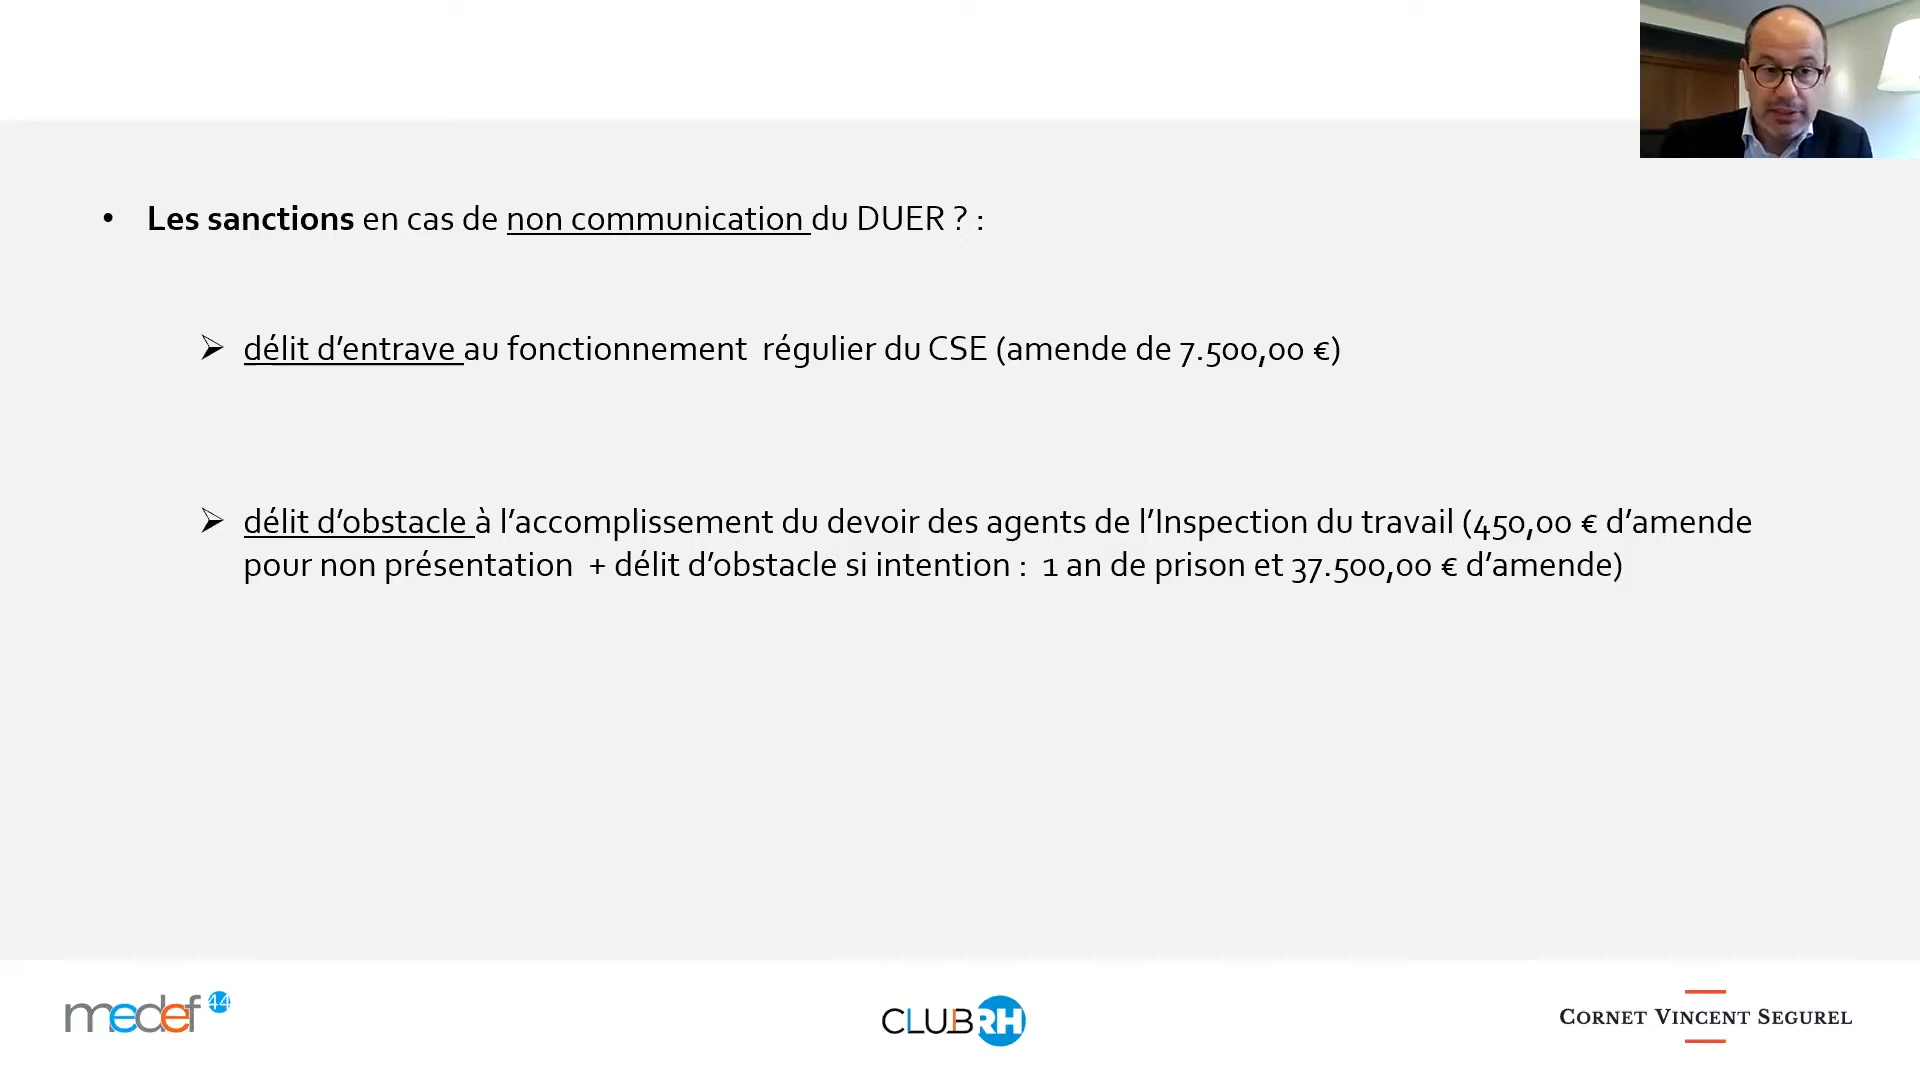 • Les sanctions en cas de non communication du DUER ? :
➢ délit d’entrave au fonctionnement  régulier du CSE (amende de 7.500,00 €)
➢ délit d’obstacle à l’accomplissement du devoir des agents de l’Inspection du travail (450,00 € d’amende
pour non présentation  + délit d’obstacle si intention :  1 an de prison et 37.500,00 € d’amende)
medef 44
CLUBRH
CORNET VINCENT SEGUREL